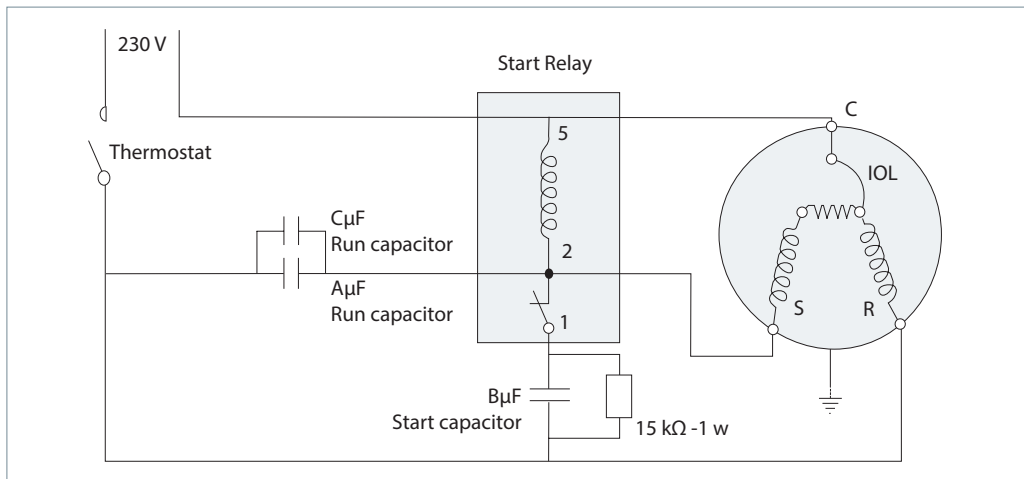 230 V
Start Relay
C
5
Thermostat
IOL
CµF
Run capacitor
2
AµF
Run capacitor
S
R
1
BµF
Start capacitor
15 kΩ -1 w